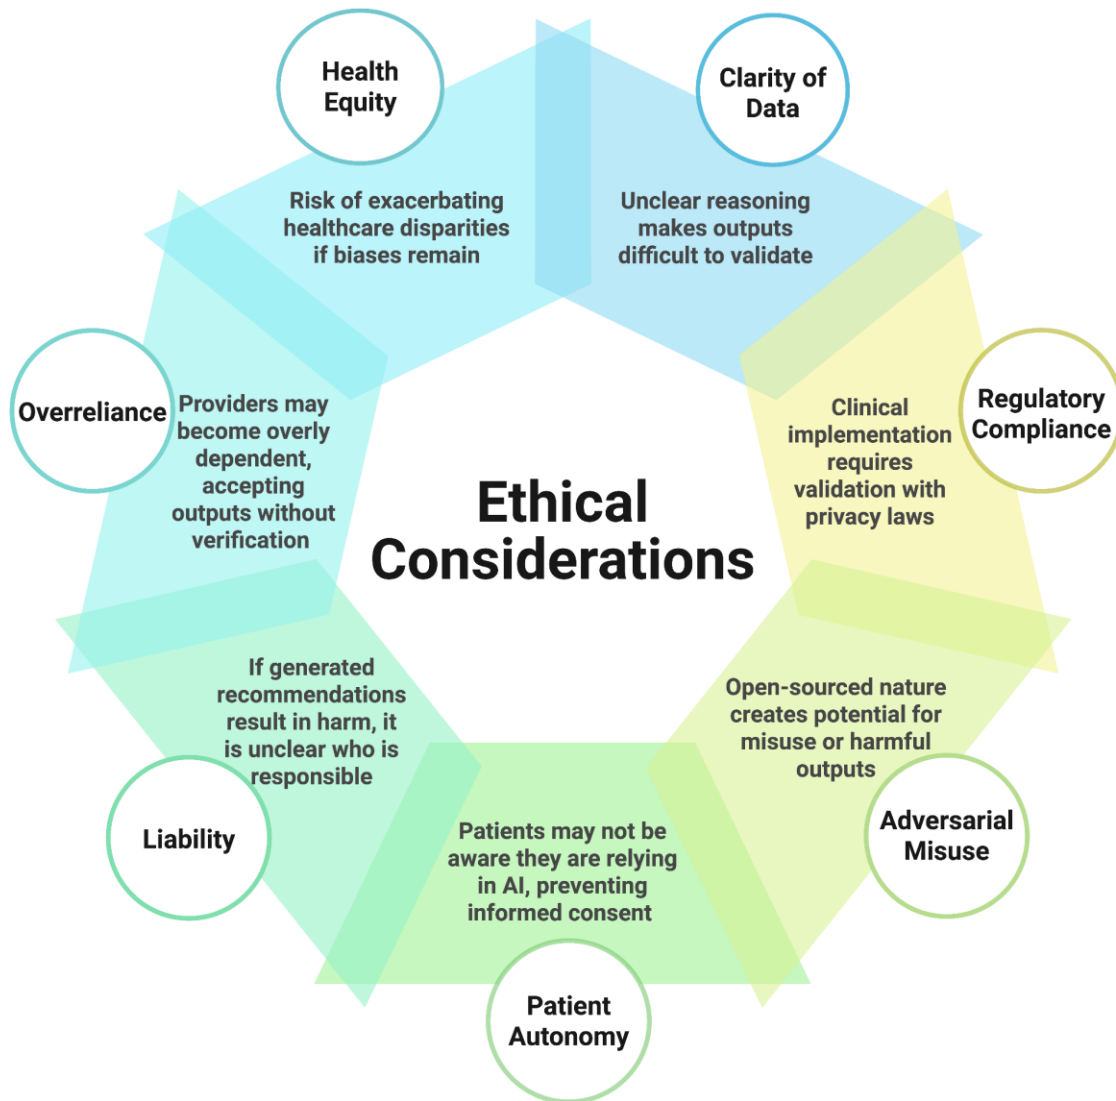 Ethical
Considerations
Health
Equity
Risk of exacerbating
healthcare disparities
if biases remain
Clarity of
Data
Unclear reasoning
makes outputs
difficult to validate
Regulatory
Compliance
Clinical
implementation
requires
validation with
privacy laws
Adversarial
Misuse
Open-sourced nature
creates potential for
misuse or harmful
outputs
Patient
Autonomy
Patients may not be
aware they are relying
in AI, preventing
informed consent
Liability
If generated
recommendations
result in harm, it
is unclear who is
responsible
Overreliance
Providers may
become overly
dependent,
accepting
outputs without
verification